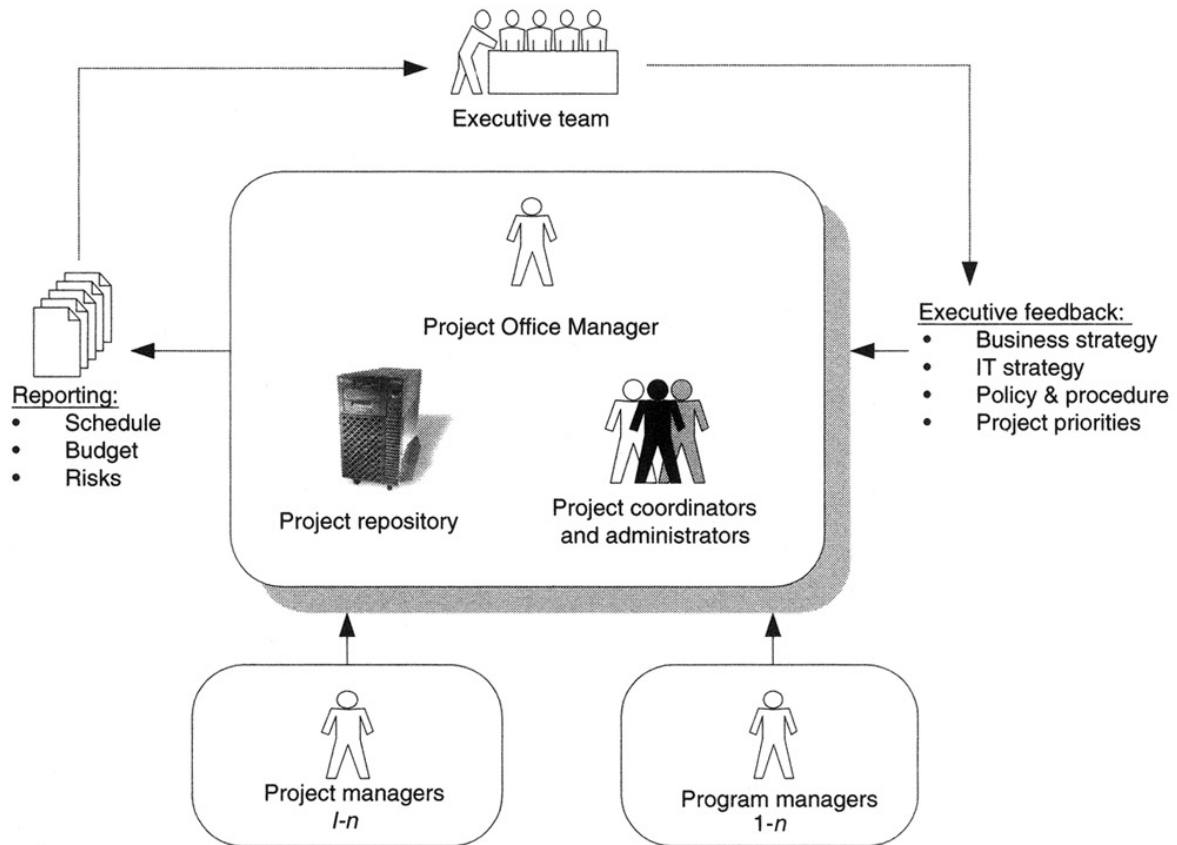 Executive team
Project Office Manager
Executive feedback:
• Business strategy
• IT strategy
• Policy & procedure
• Project priorities
Reporting:
• Schedule
• Budget
• Risks
Project repository
Project coordinators
and administrators
Project managers
I-n
Program managers
1-n